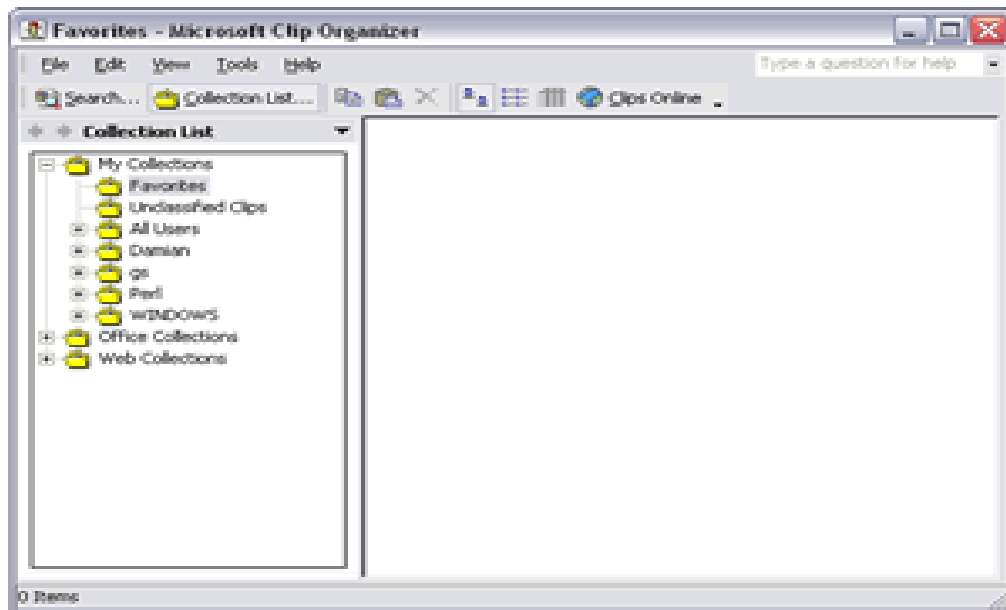 Favorites - Microsoft Clip Organizer
File Edit View Tools Help
Type a question for help
Search... Collection List... Clips Online
Collection List
My Collections
Favorites
Unclassified Clips
All Users
Damian
gs
Perl
WINDOWS
Office Collections
Web Collections
0 Items